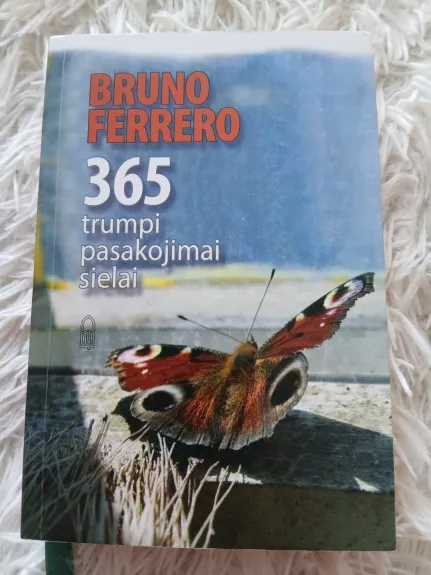 BRUNO
FERRERO
365
trumpi
pasakojimai
sielai